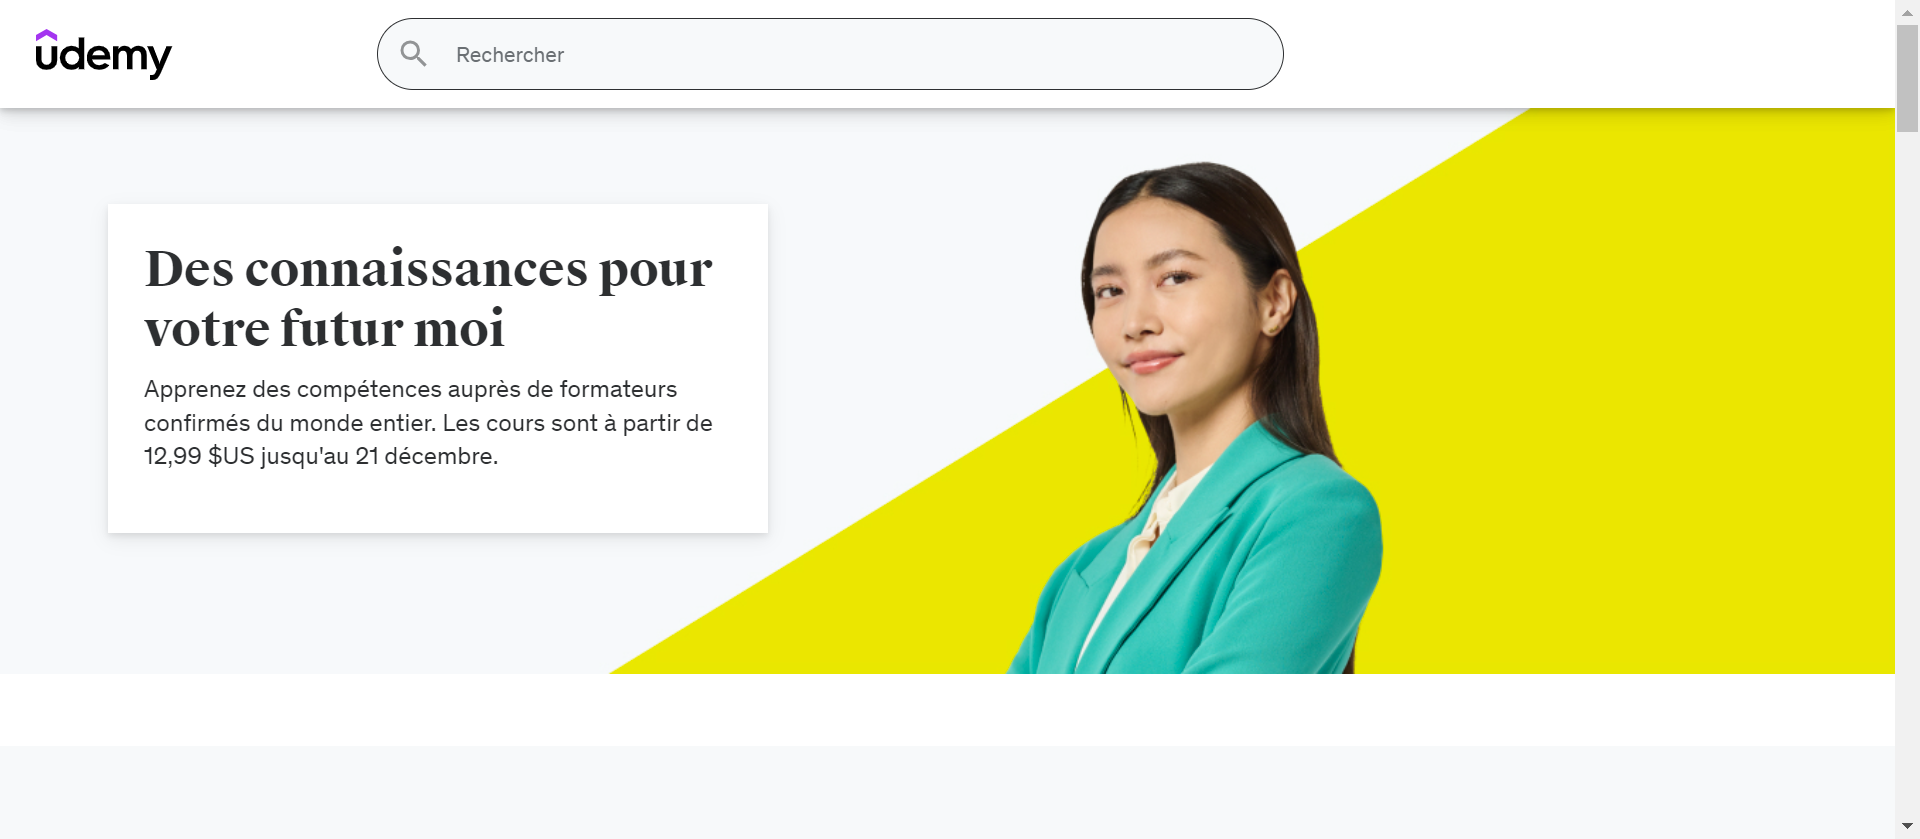 udemy
Rechercher
Des connaissances pour
votre futur moi
Apprenez des compétences auprès de formateurs
confirmés du monde entier. Les cours sont à partir de
12,99 $US jusqu'au 21 décembre.